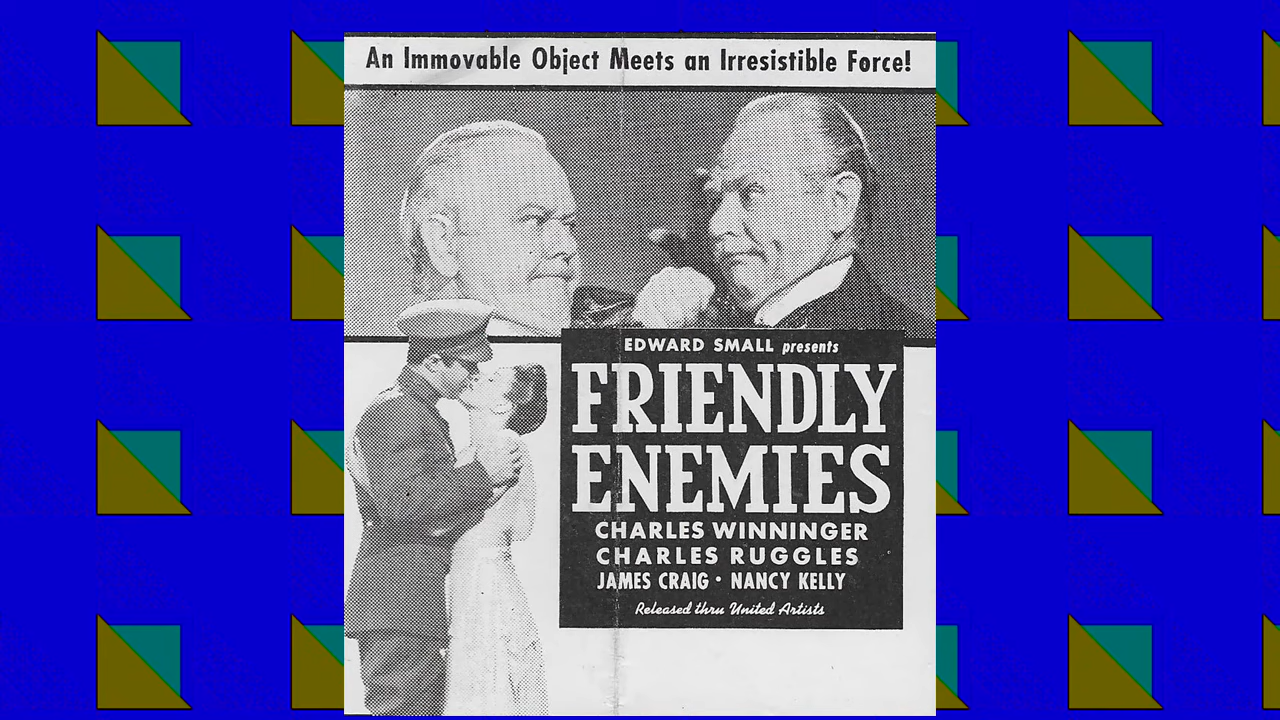 An Immovable Object Meets an Irresistible Force!
EDWARD SMALL presents
FRIENDLY
ENEMIES
CHARLES WINNINGER
CHARLES RUGGLES
JAMES CRAIG • NANCY KELLY
Released thru United Artists